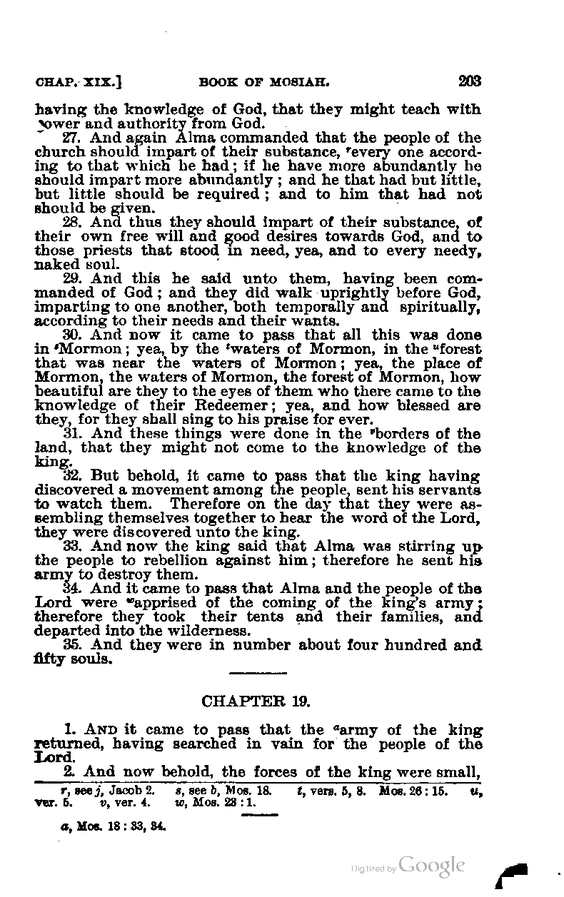 CHAP. XIX.] BOOK OF MOSIAH. 203
having the knowledge of God, that they might teach with
power and authority from God.
27. And again Alma commanded that the people of the
church should impart of their substance, ʳevery one accord-
ing to that which he had; if he have more abundantly he
should impart more abundantly; and he that had but little,
but little should be required; and to him that had not
should be given.
28. And thus they should impart of their substance, of
their own free will and good desires towards God, and to
those priests that stood in need, yea, and to every needy,
naked soul.
29. And this he said unto them, having been com-
manded of God; and they did walk uprightly before God,
imparting to one another, both temporally and spiritually,
according to their needs and their wants.
30. And now it came to pass that all this was done
in ˢMormon; yea, by the ᵗwaters of Mormon, in the ᵘforest
that was near the waters of Mormon; yea, the place of
Mormon, the waters of Mormon, the forest of Mormon, how
beautiful are they to the eyes of them who there came to the
knowledge of their Redeemer; yea, and how blessed are
they, for they shall sing to his praise for ever.
31. And these things were done in the ᵛborders of the
land, that they might not come to the knowledge of the
king.
32. But behold, it came to pass that the king having
discovered a movement among the people, sent his servants
to watch them. Therefore on the day that they were as-
sembling themselves together to hear the word of the Lord,
they were discovered unto the king.
33. And now the king said that Alma was stirring up
the people to rebellion against him; therefore he sent his
army to destroy them.
34. And it came to pass that Alma and the people of the
Lord were ʷapprised of the coming of the king's army;
therefore they took their tents and their families, and
departed into the wilderness.
35. And they were in number about four hundred and
fifty souls.
CHAPTER 19.
1. AND it came to pass that the ᵃarmy of the king
returned, having searched in vain for the people of the
Lord.
2. And now behold, the forces of the king were small,
r, see j, Jacob 2. s, see b, Mos. 18. t, vers. 5, 8. Mos. 26:15. u,
ver. 5. v, ver. 4. w, Mos. 23:1.
a, Mos. 18:33, 34.
Digitized by Google